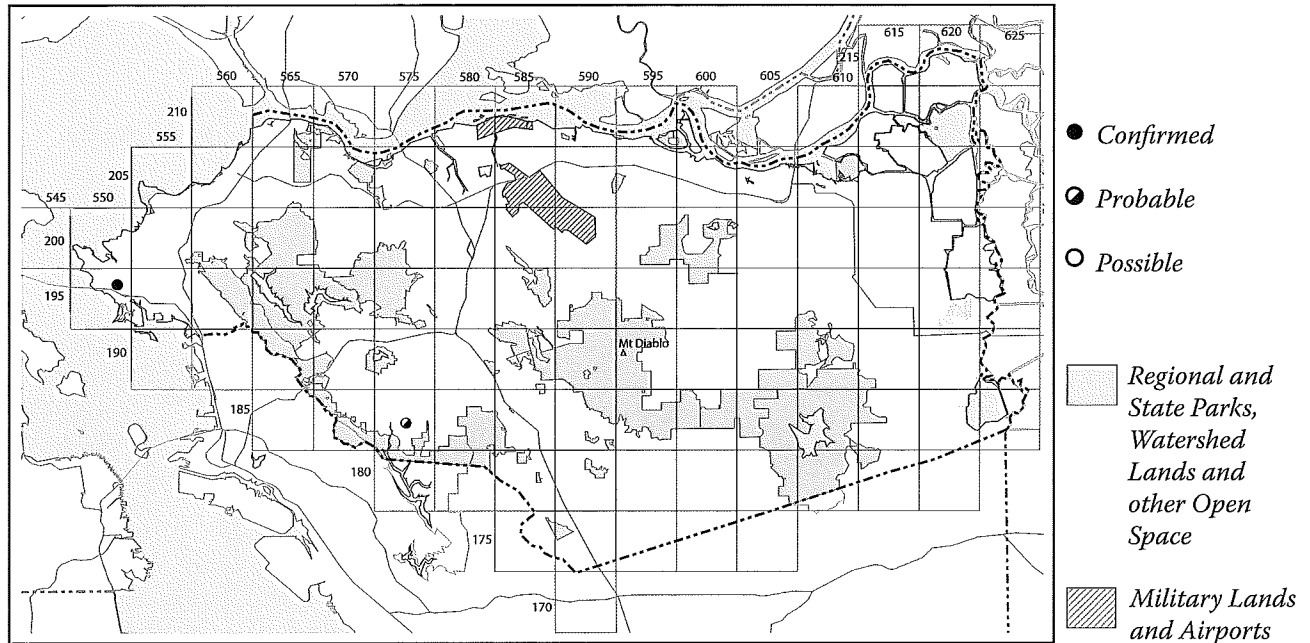 615
620
625
560
565
570
575
580
585
590
595
600
605
610
215
210
555
205
545
550
200
195
190
185
180
175
170
Mt Diablo
Confirmed
Probable
Possible
Regional and
State Parks,
Watershed
Lands and
other Open
Space
Military Lands
and Airports